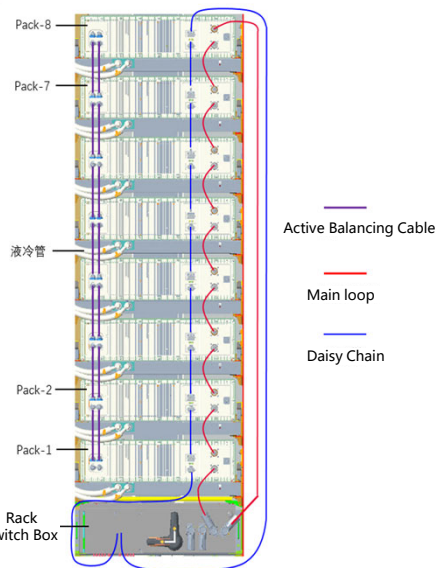 Pack-8
Pack-7
Active Balancing Cable
液冷管
Main loop
Daisy Chain
Pack-2
Pack-1
Rack
witch Box